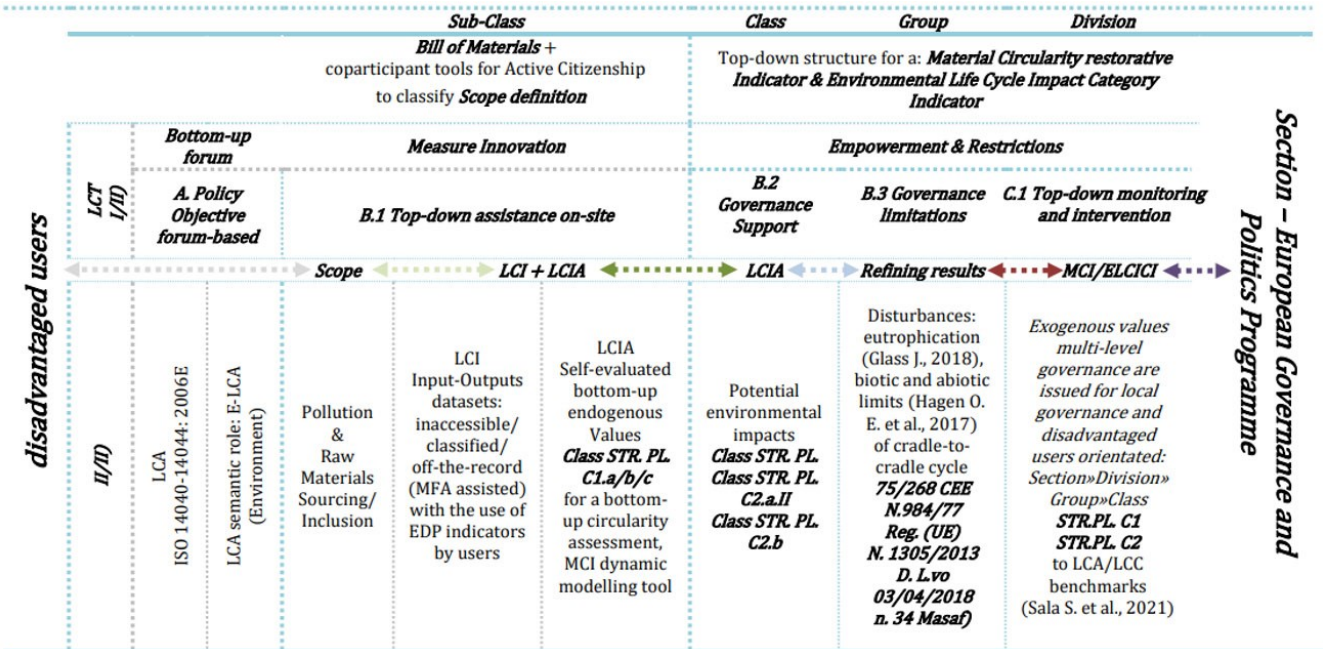 Sub-Class
Class
Group
Division
Bill of Materials +
coparticipant tools for Active Citizenship
to classify Scope definition
Top-down structure for a: Material Circularity restorative
Indicator & Environmental Life Cycle Impact Category
Indicator
disadvantaged users
LCT
I/II)
Bottom-up
forum
Measure Innovation
Empowerment & Restrictions
A. Policy
Objective
forum-based
B.1 Top-down assistance on-site
B.2
Governance
Support
B.3 Governance
limitations
C.1 Top-down monitoring
and intervention
Scope
LCI + LCIA
LCIA
Refining results
MCI/ELCICI
II/II)
LCA
ISO 14040-14044: 2006E
LCA semantic role: E-LCA
(Environment)
Pollution
&
Raw
Materials
Sourcing/
Inclusion
LCI
Input-Outputs
datasets:
inaccessible/
classified/
off-the-record
(MFA assisted)
with the use of
EDP indicators
by users
LCIA
Self-evaluated
bottom-up
endogenous
Values
Class STR. PL.
C1.a/b/c
for a bottom-
up circularity
assessment,
MCI dynamic
modelling tool
Potential
environmental
impacts
Class STR. PL.
Class STR. PL.
C2.a.II
Class STR. PL.
C2.b
Disturbances:
eutrophication
(Glass J., 2018),
biotic and abiotic
limits (Hagen O.
E. et al., 2017)
of cradle-to-
cradle cycle
75/268 CEE
N.984/77
Reg. (UE)
N. 1305/2013
D. L.vo
03/04/2018
n. 34 Masaf)
Exogenous values
multi-level
governance are
issued for local
governance and
disadvantaged
users orientated:
Section»Division»
Group»Class
STR.PL. C1
STR.PL. C2
to LCA/LCC
benchmarks
(Sala S. et al., 2021)
Section – European Governance and
Politics Programme